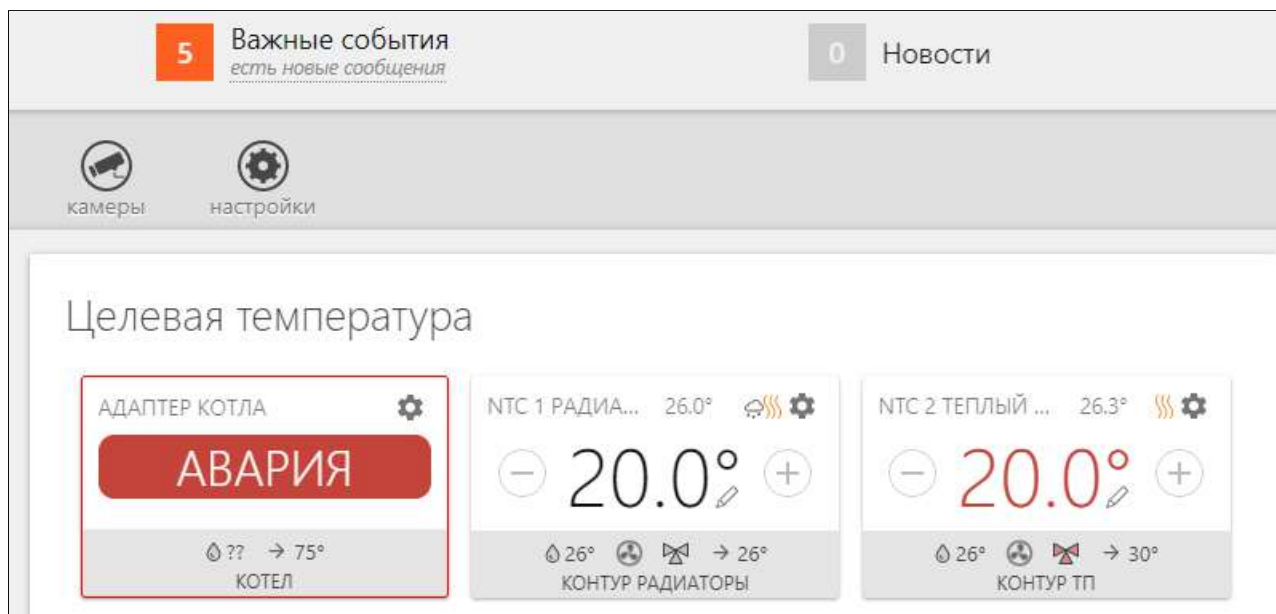 5 Важные события
есть новые сообщения
0 Новости
камеры настройки
Целевая температура
АДАПТЕР КОТЛА
АВАРИЯ
?? → 75°
КОТЕЛ
NTC 1 РАДИА... 26.0°
20.0°
26° → 26°
КОНТУР РАДИАТОРЫ
NTC 2 ТЕПЛЫЙ ... 26.3°
20.0°
26° → 30°
КОНТУР ТП